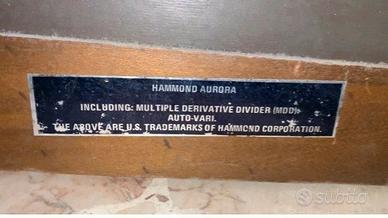 HAMMOND AURORA
INCLUDING: MULTIPLE DERIVATIVE DIVIDER (MDD)
AUTO-VARI.
THE ABOVE ARE U.S. TRADEMARKS OF HAMMOND CORPORATION.
subito